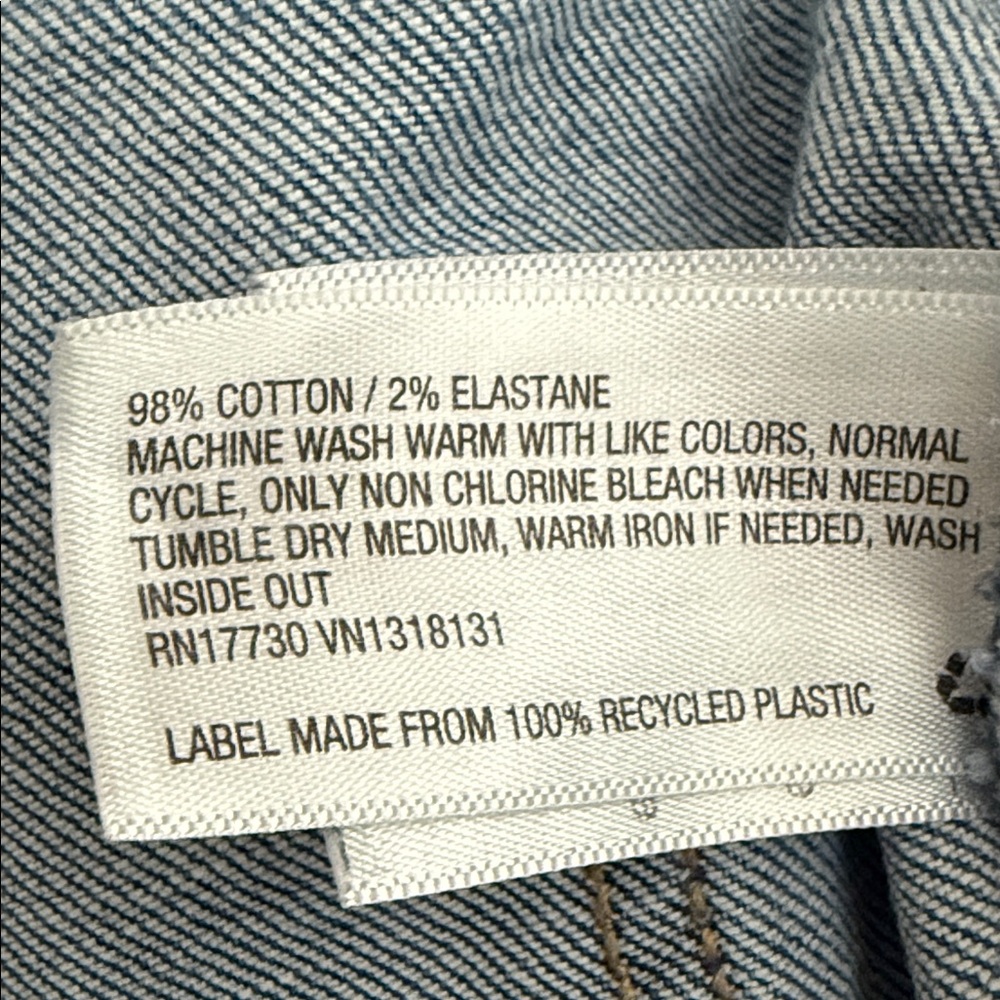 98% COTTON / 2% ELASTANE
MACHINE WASH WARM WITH LIKE COLORS, NORMAL
CYCLE, ONLY NON CHLORINE BLEACH WHEN NEEDED
TUMBLE DRY MEDIUM, WARM IRON IF NEEDED, WASH
INSIDE OUT
RN17730 VN1318131
LABEL MADE FROM 100% RECYCLED PLASTIC